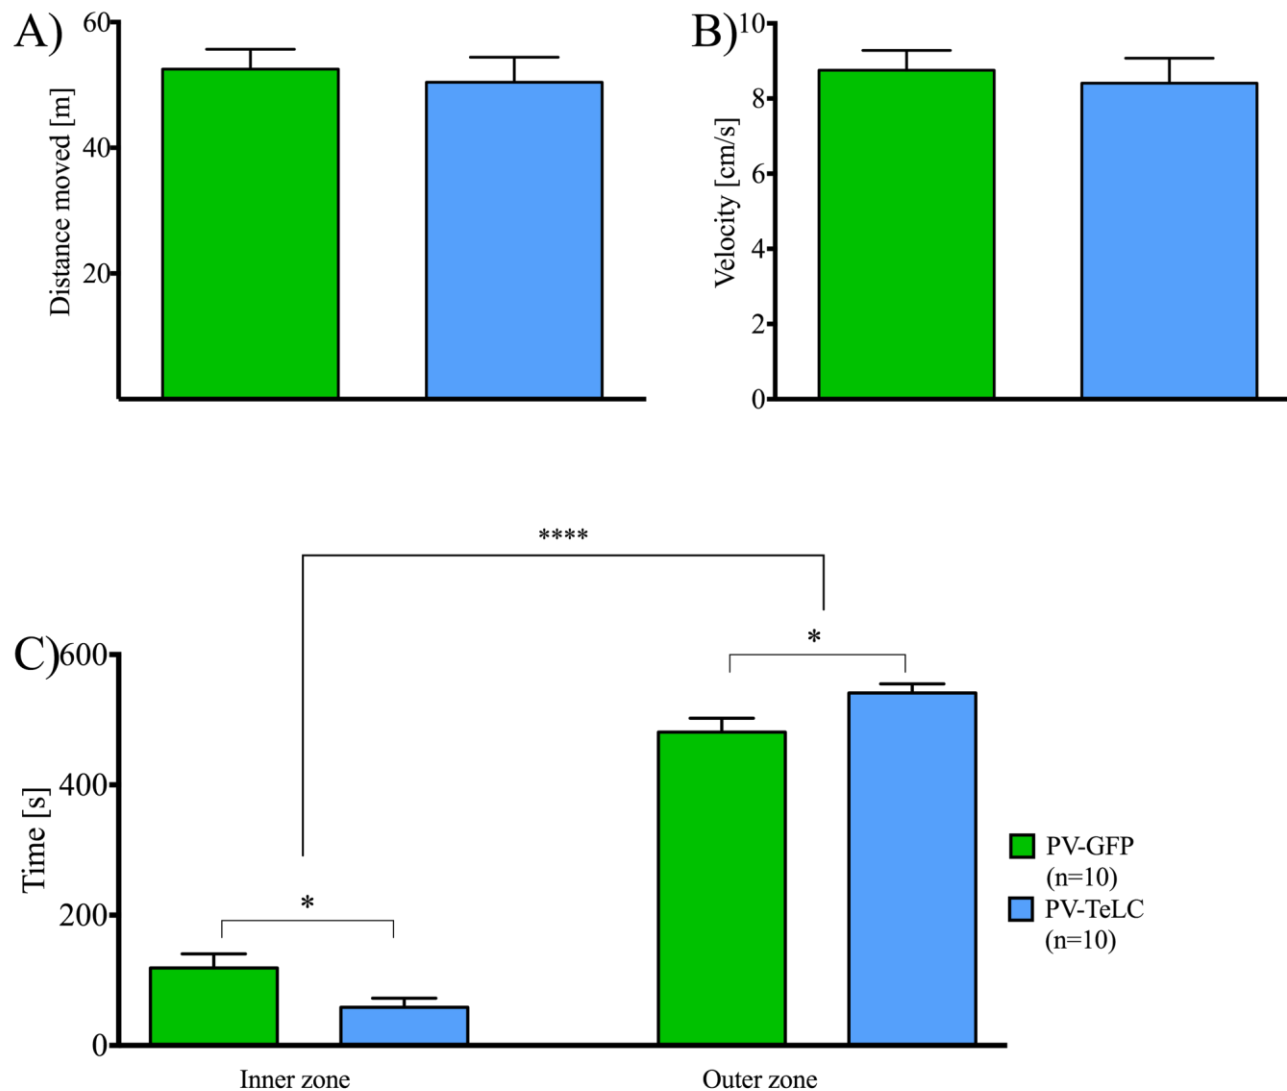 A)
60
40
20
Distance moved [m]
B)
10
8
6
4
2
0
Velocity [cm/s]
****
C)
600
400
200
0
Time [s]
*
*
Inner zone
Outer zone
PV-GFP
(n=10)
PV-TeLC
(n=10)